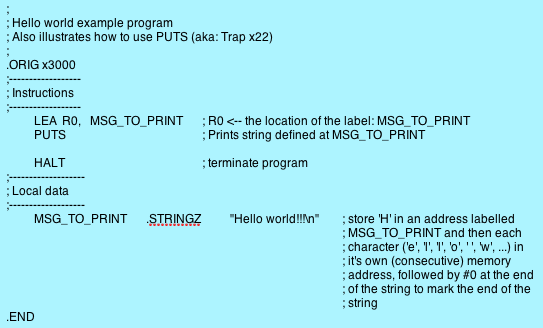 ;
; Hello world example program
; Also illustrates how to use PUTS (aka: Trap x22)
;
.ORIG x3000
;------------------
; Instructions
;------------------
LEA R0, MSG_TO_PRINT ; R0 <-- the location of the label: MSG_TO_PRINT
PUTS ; Prints string defined at MSG_TO_PRINT
HALT ; terminate program
;-------------------
; Local data
;-------------------
MSG_TO_PRINT .STRINGZ "Hello world!!!\n" ; store 'H' in an address labelled
; MSG_TO_PRINT and then each
; character ('e', 'l', 'l', 'o', ' ', 'w', ...) in
; it's own (consecutive) memory
; address, followed by #0 at the end
; of the string to mark the end of the
; string
.END